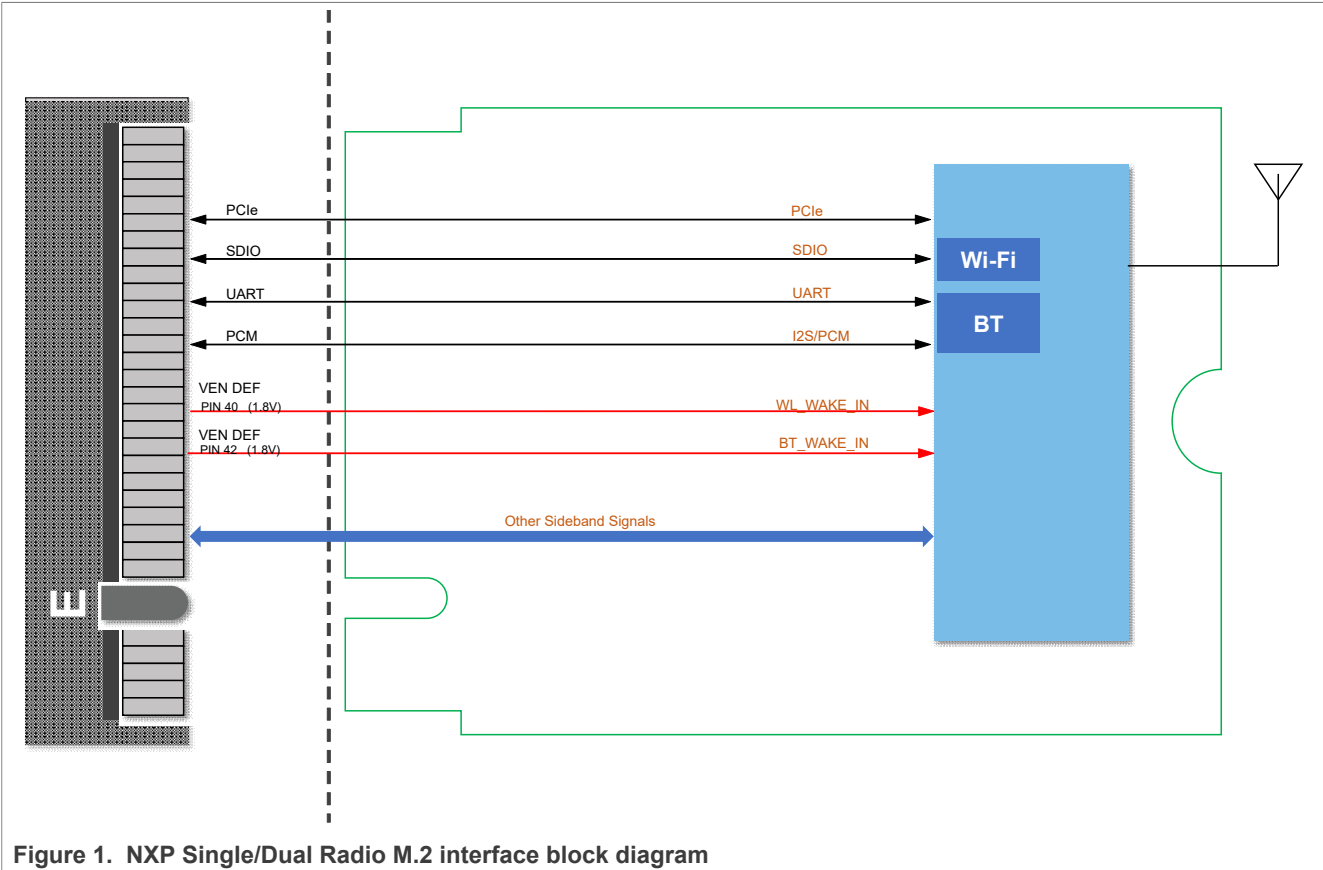 PCIe
PCIe
SDIO
SDIO
Wi-Fi
UART
UART
BT
PCM
I2S/PCM
VEN DEF
PIN 40 (1.8V)
WL_WAKE_IN
VEN DEF
PIN 42 (1.8V)
BT_WAKE_IN
Other Sideband Signals
E
Figure 1. NXP Single/Dual Radio M.2 interface block diagram